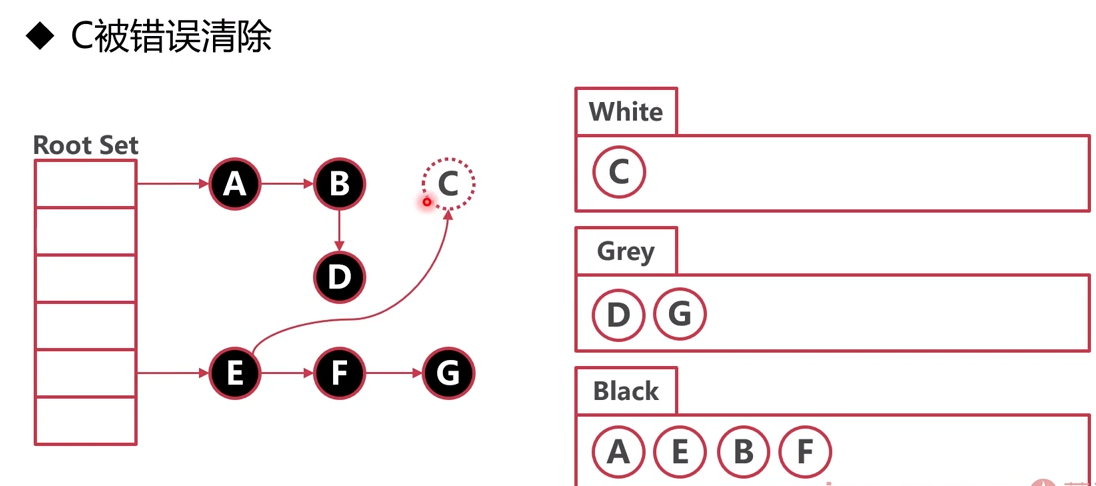 ◆ C被错误清除
Root Set
A B C
D
E F G
White
C
Grey
D G
Black
A E B F